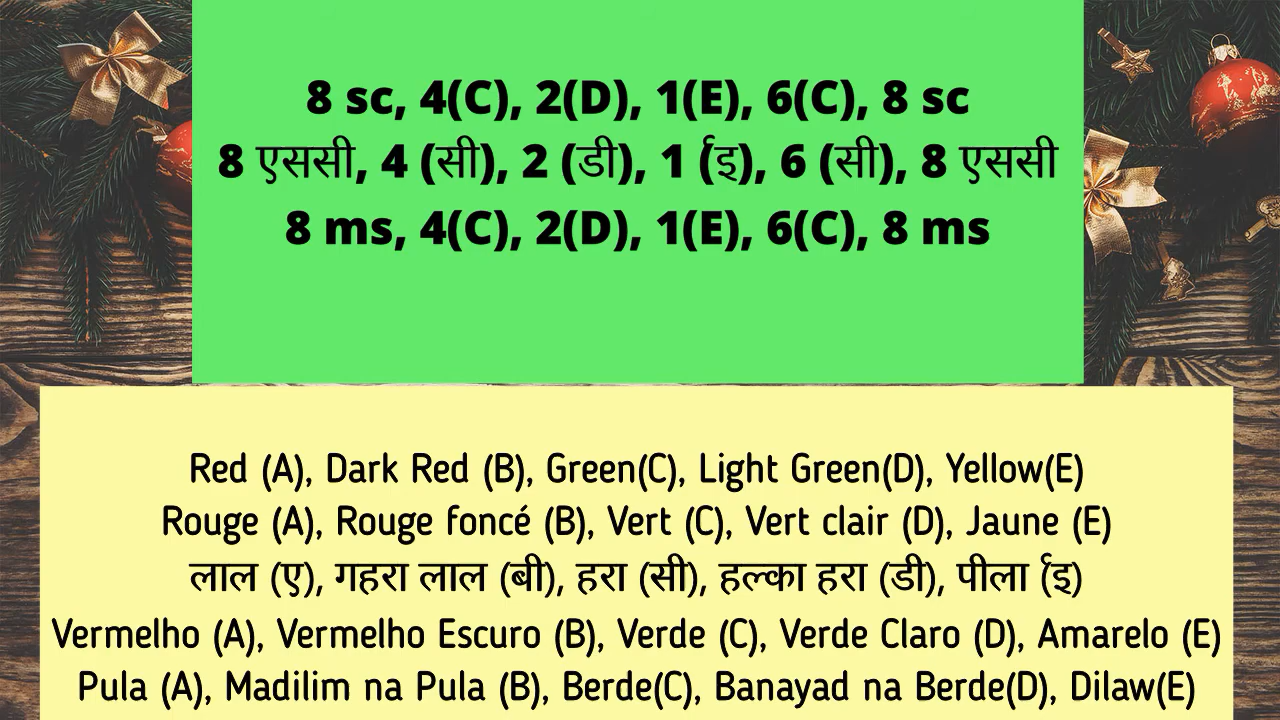 8 sc, 4(C), 2(D), 1(E), 6(C), 8 sc
8 एससी, 4 (सी), 2 (डी), 1 (र्इ), 6 (सी), 8 एससी
8 ms, 4(C), 2(D), 1(E), 6(C), 8 ms
Red (A), Dark Red (B), Green(C), Light Green(D), Yellow(E)
Rouge (A), Rouge foncé (B), Vert (C), Vert clair (D), Jaune (E)
लाल (ए), गहरा लाल (बी), हरा (सी), हल्का हरा (डी), पीला (र्इ)
Vermelho (A), Vermelho Escuro (B), Verde (C), Verde Claro (D), Amarelo (E)
Pula (A), Madilim na Pula (B), Berde(C), Banayad na Berde(D), Dilaw(E)